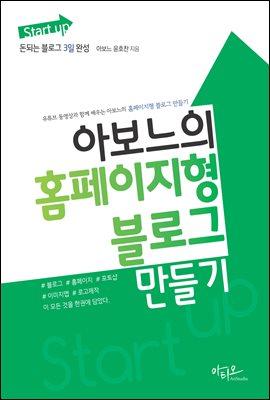 Start up
돈되는 블로그 3일 완성
아보느 윤호찬 지음
유튜브 동영상과 함께 배우는 아보느의 홈페이지형 블로그 만들기
아보느의
홈페이지형
블로그
만들기
# 블로그 # 홈페이지 # 포토샵
# 이미지맵 # 로고제작
이 모든 것을 한권에 담았다.
Start up
아티오
ArtStudio